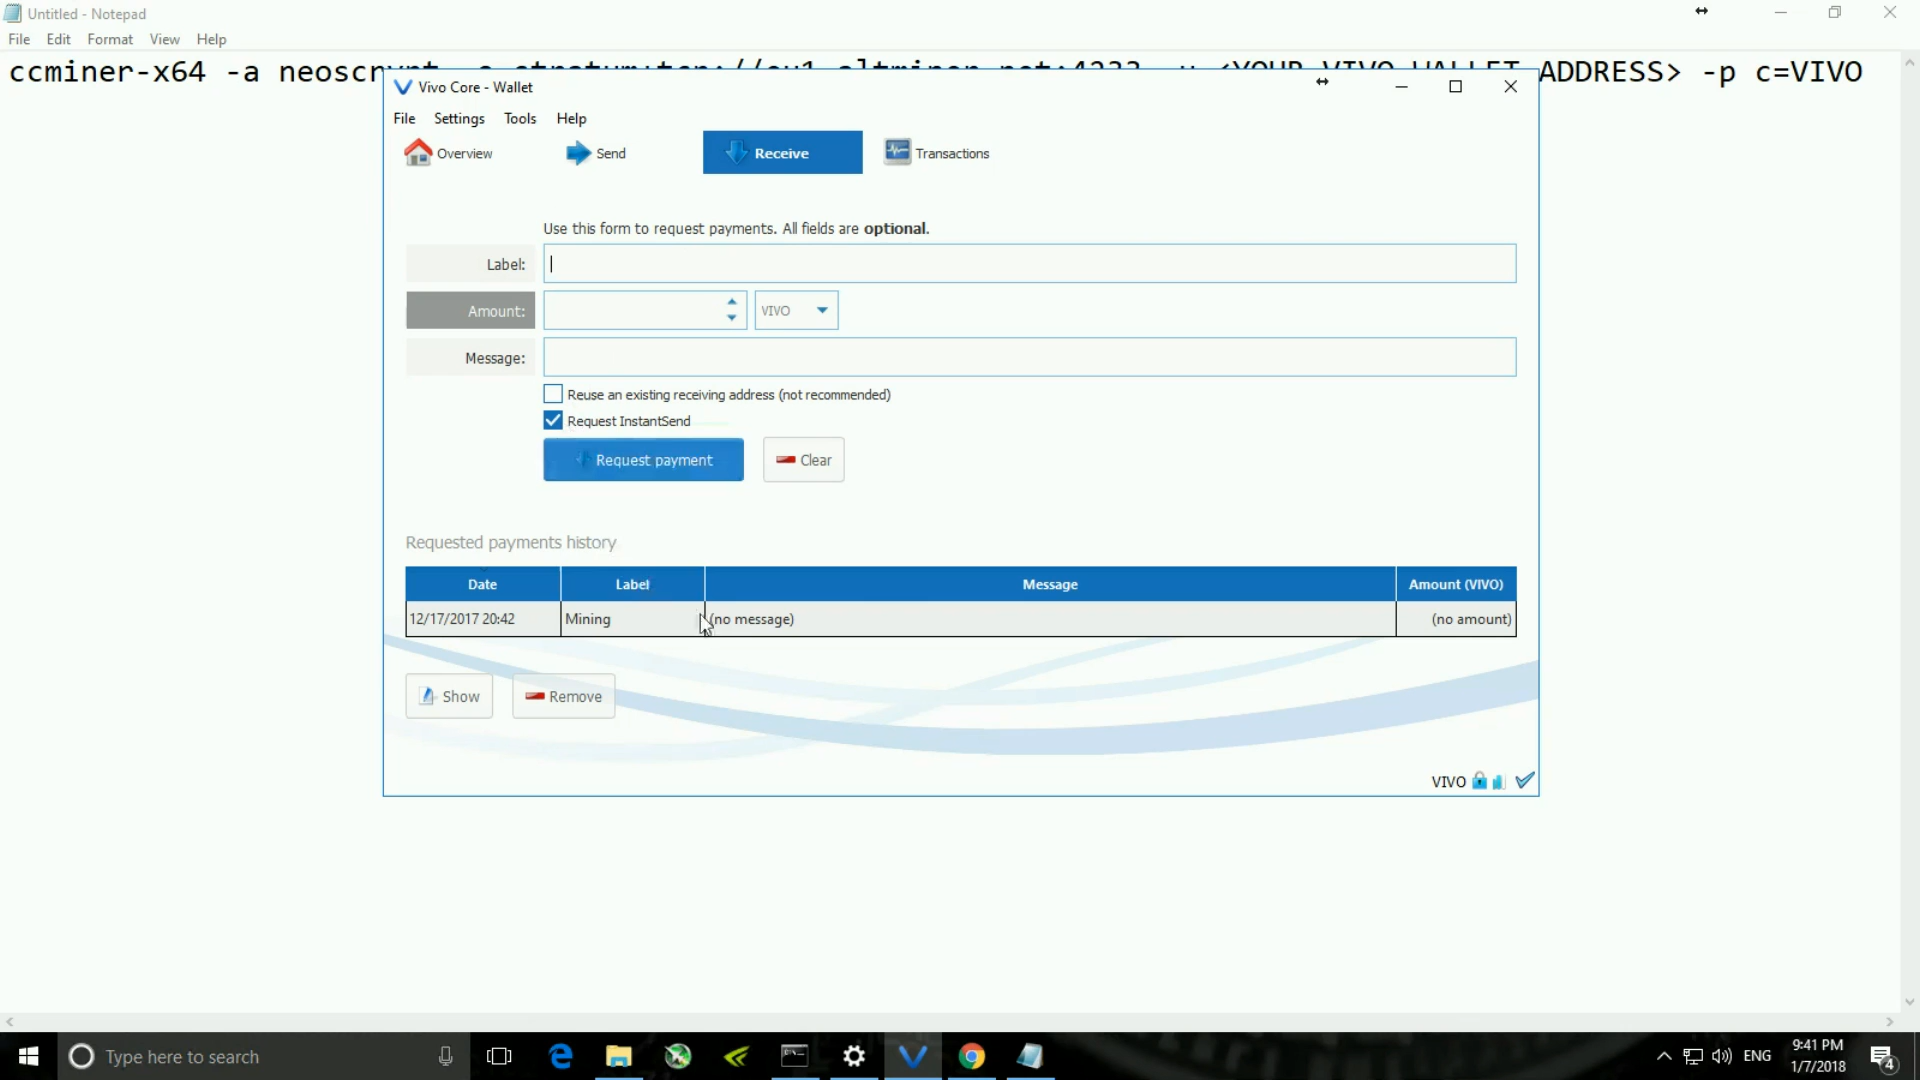 Untitled - Notepad
File Edit Format View Help
ccminer-x64 -a ADDRESS> -p c=VIVO
Vivo Core - Wallet
File Settings Tools Help
Overview Send Receive Transactions
Use this form to request payments. All fields are optional.
Label:
Amount: VIVO
Message:
Reuse an existing receiving address (not recommended)
Request InstantSend
Request payment Clear
Requested payments history
Date Label Message Amount (VIVO)
12/17/2017 20:42 Mining (no message) (no amount)
Show Remove
VIVO
Type here to search
ENG
9:41 PM
1/7/2018
4